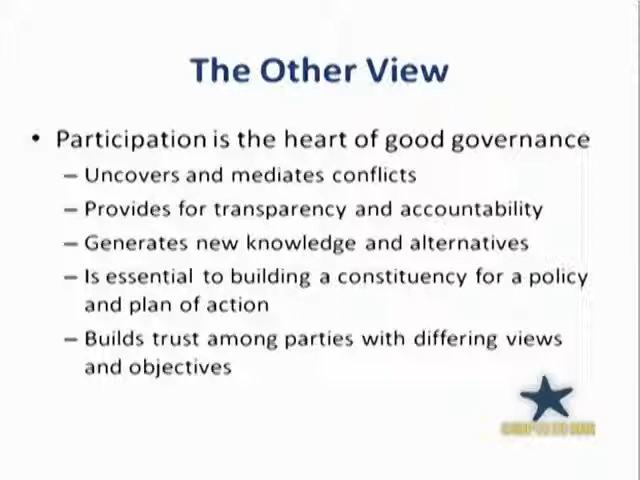 The Other View
• Participation is the heart of good governance
– Uncovers and mediates conflicts
– Provides for transparency and accountability
– Generates new knowledge and alternatives
– Is essential to building a constituency for a policy
and plan of action
– Builds trust among parties with differing views
and objectives